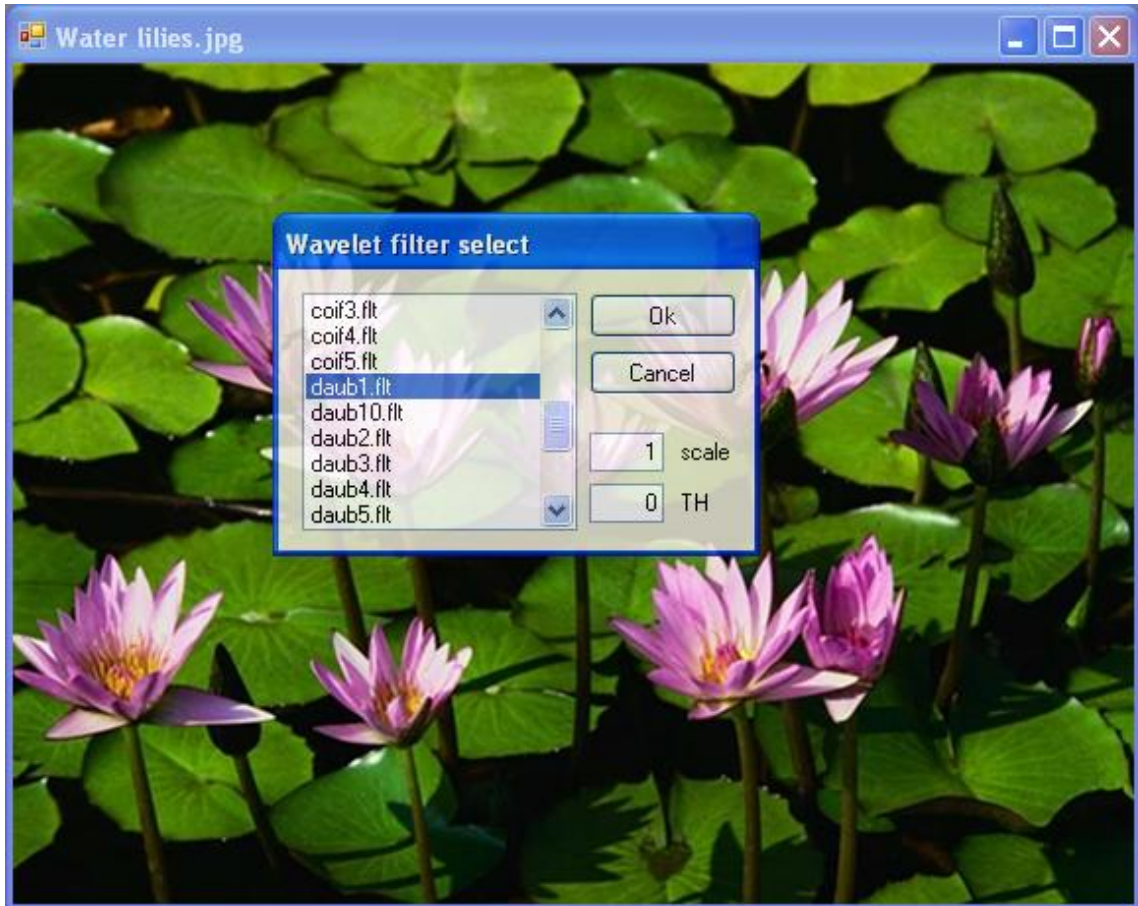 Water lilies.jpg
Wavelet filter select
coif3.flt
coif4.flt
coif5.flt
daub1.flt
daub10.flt
daub2.flt
daub3.flt
daub4.flt
daub5.flt
Ok
Cancel
1 scale
0 TH